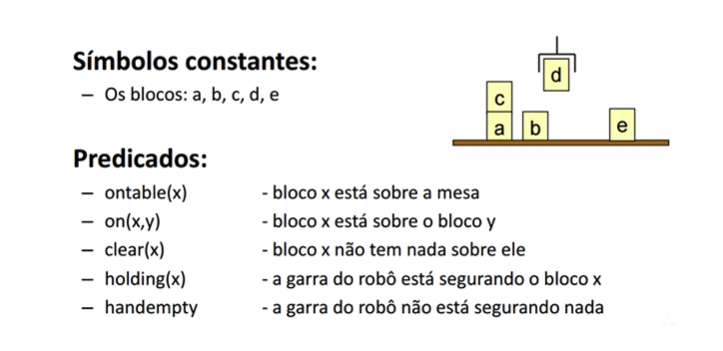 Símbolos constantes:
– Os blocos: a, b, c, d, e
d
c
a b e
Predicados:
– ontable(x) - bloco x está sobre a mesa
– on(x,y) - bloco x está sobre o bloco y
– clear(x) - bloco x não tem nada sobre ele
– holding(x) - a garra do robô está segurando o bloco x
– handempty - a garra do robô não está segurando nada